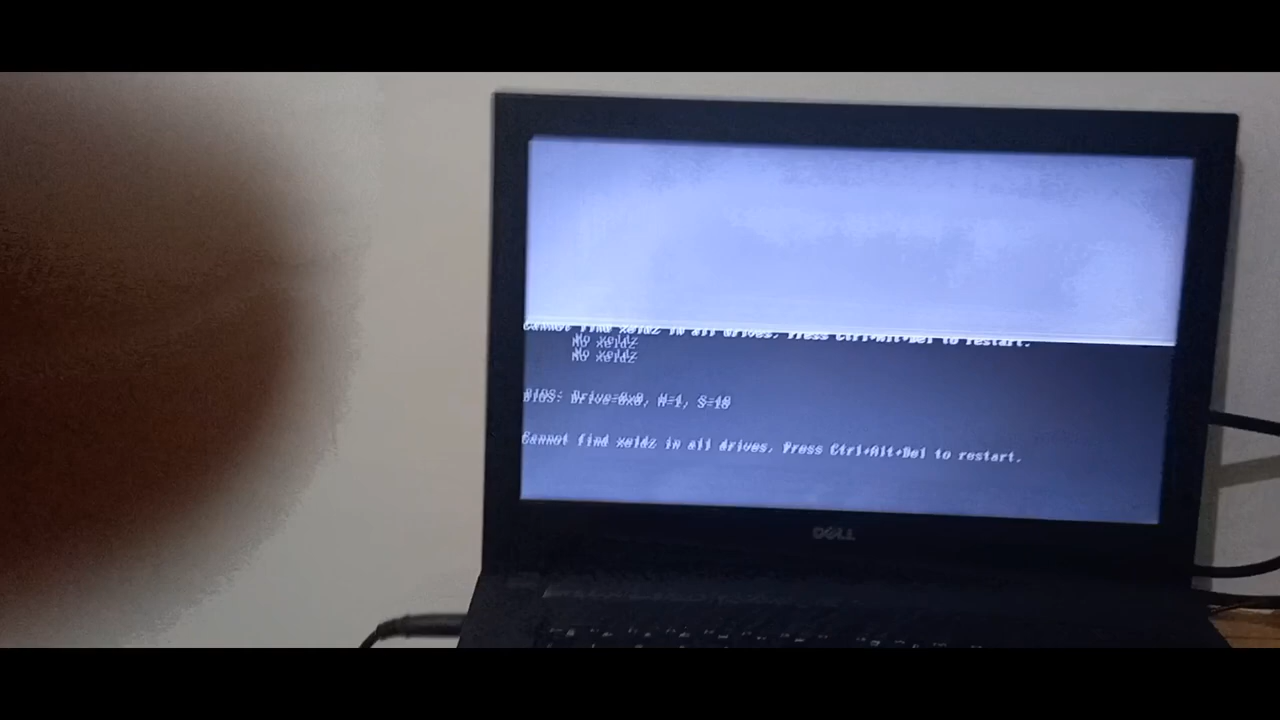 Cannot find xeldz in all drives. Press Ctrl+Alt+Del to restart.
No xeldz
No xeldz
BIOS: Drive=0x0, H=1, S=18
Cannot find xeldz in all drives. Press Ctrl+Alt+Del to restart.
DELL